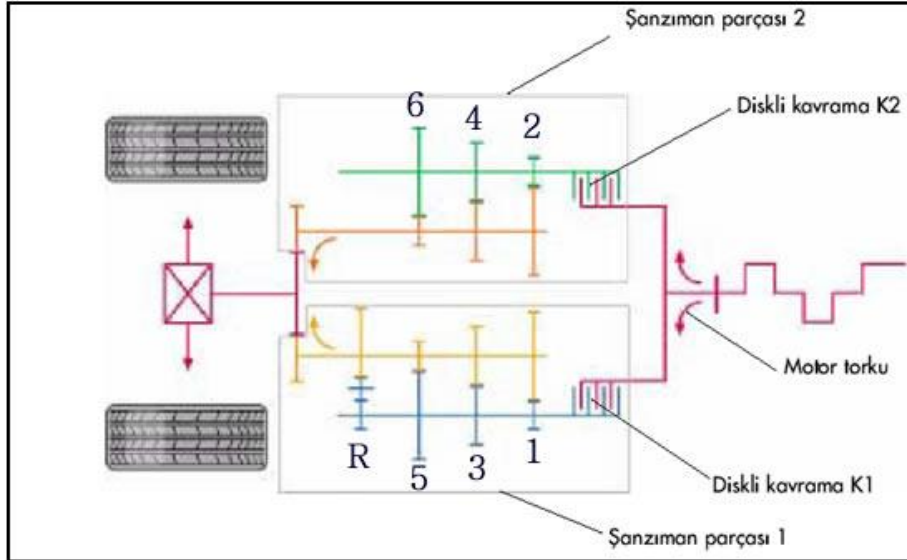 Şanzıman parçası 2
Diskli kavrama K2
6
4
2
Motor torku
R
5
3
1
Diskli kavrama K1
Şanzıman parçası 1